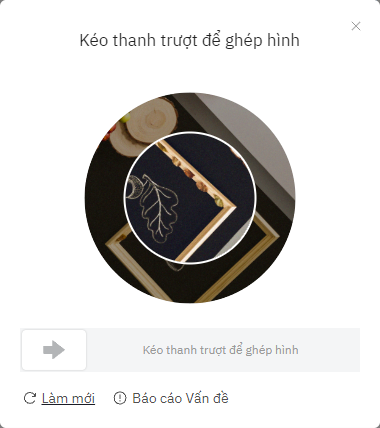 Kéo thanh trượt để ghép hình
Kéo thanh trượt để ghép hình
Làm mới
Báo cáo Vấn đề